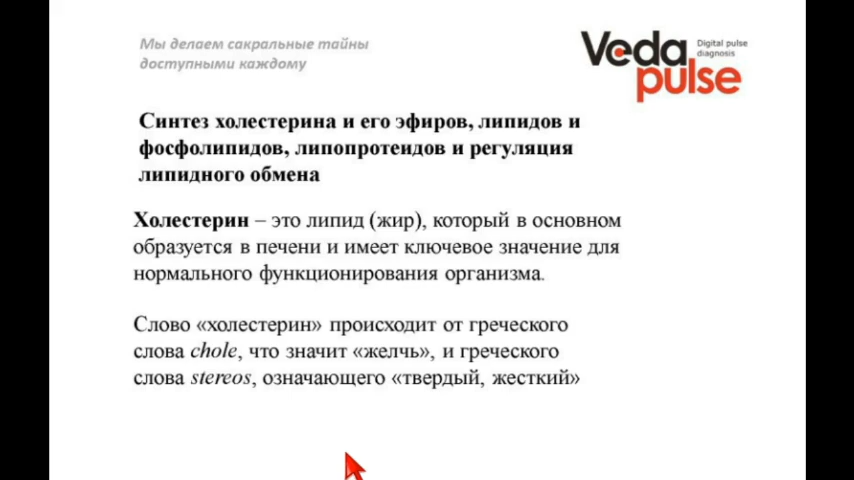 Мы делаем сакральные тайны
доступными каждому
Veda
pulse
Digital pulse
diagnosis
Синтез холестерина и его эфиров, липидов и
фосфолипидов, липопротеидов и регуляция
липидного обмена
Холестерин – это липид (жир), который в основном
образуется в печени и имеет ключевое значение для
нормального функционирования организма.
Слово «холестерин» происходит от греческого
слова chole, что значит «желчь», и греческого
слова stereos, означающего «твердый, жесткий»